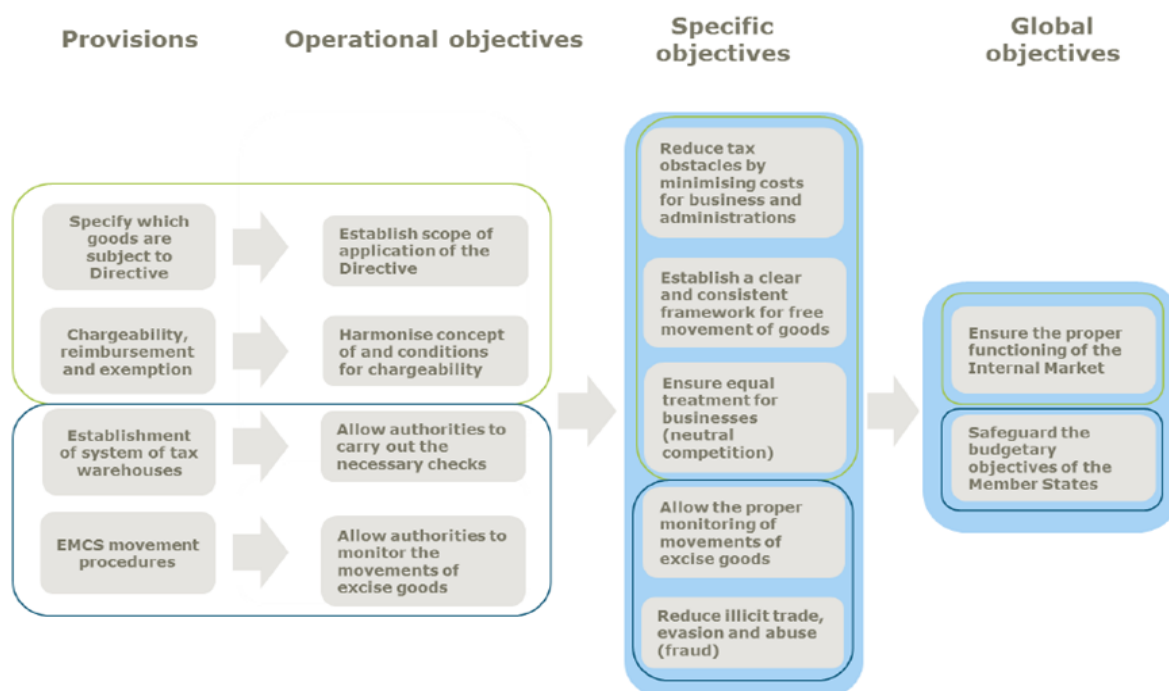 Provisions
Operational objectives
Specific
objectives
Global
objectives
Specify which
goods are
subject to
Directive
Establish scope of
application of the
Directive
Chargeability,
reimbursement
and exemption
Harmonise concept
of and conditions
for chargeability
Establishment
of system of tax
warehouses
Allow authorities to
carry out the
necessary checks
EMCS movement
procedures
Allow authorities to
monitor the
movements of
excise goods
Reduce tax
obstacles by
minimising costs
for business and
administrations
Establish a clear
and consistent
framework for free
movement of goods
Ensure equal
treatment for
businesses
(neutral
competition)
Allow the proper
monitoring of
movements of
excise goods
Reduce illicit trade,
evasion and abuse
(fraud)
Ensure the proper
functioning of the
Internal Market
Safeguard the
budgetary
objectives of the
Member States